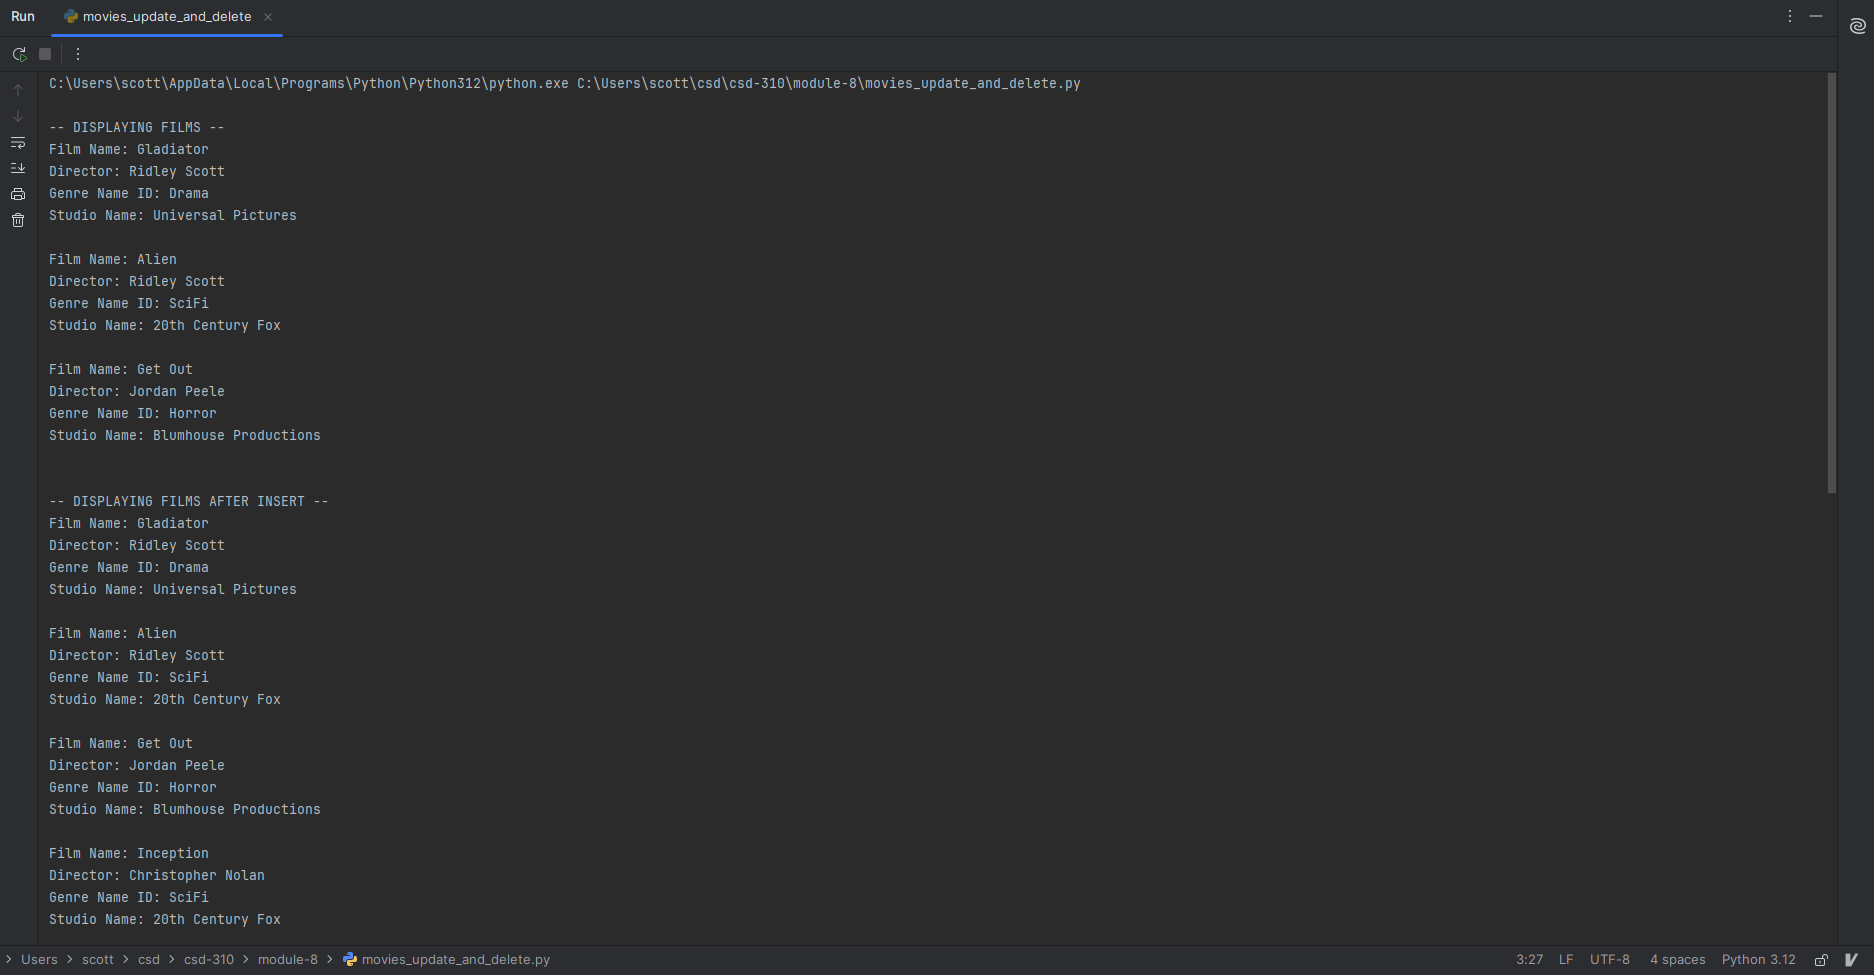 Run movies_update_and_delete
C:\Users\scott\AppData\Local\Programs\Python\Python312\python.exe C:\Users\scott\csd\csd-310\module-8\movies_update_and_delete.py
-- DISPLAYING FILMS --
Film Name: Gladiator
Director: Ridley Scott
Genre Name ID: Drama
Studio Name: Universal Pictures
Film Name: Alien
Director: Ridley Scott
Genre Name ID: SciFi
Studio Name: 20th Century Fox
Film Name: Get Out
Director: Jordan Peele
Genre Name ID: Horror
Studio Name: Blumhouse Productions
-- DISPLAYING FILMS AFTER INSERT --
Film Name: Gladiator
Director: Ridley Scott
Genre Name ID: Drama
Studio Name: Universal Pictures
Film Name: Alien
Director: Ridley Scott
Genre Name ID: SciFi
Studio Name: 20th Century Fox
Film Name: Get Out
Director: Jordan Peele
Genre Name ID: Horror
Studio Name: Blumhouse Productions
Film Name: Inception
Director: Christopher Nolan
Genre Name ID: SciFi
Studio Name: 20th Century Fox
Users > scott > csd > csd-310 > module-8 > movies_update_and_delete.py 3:27 LF UTF-8 4 spaces Python 3.12